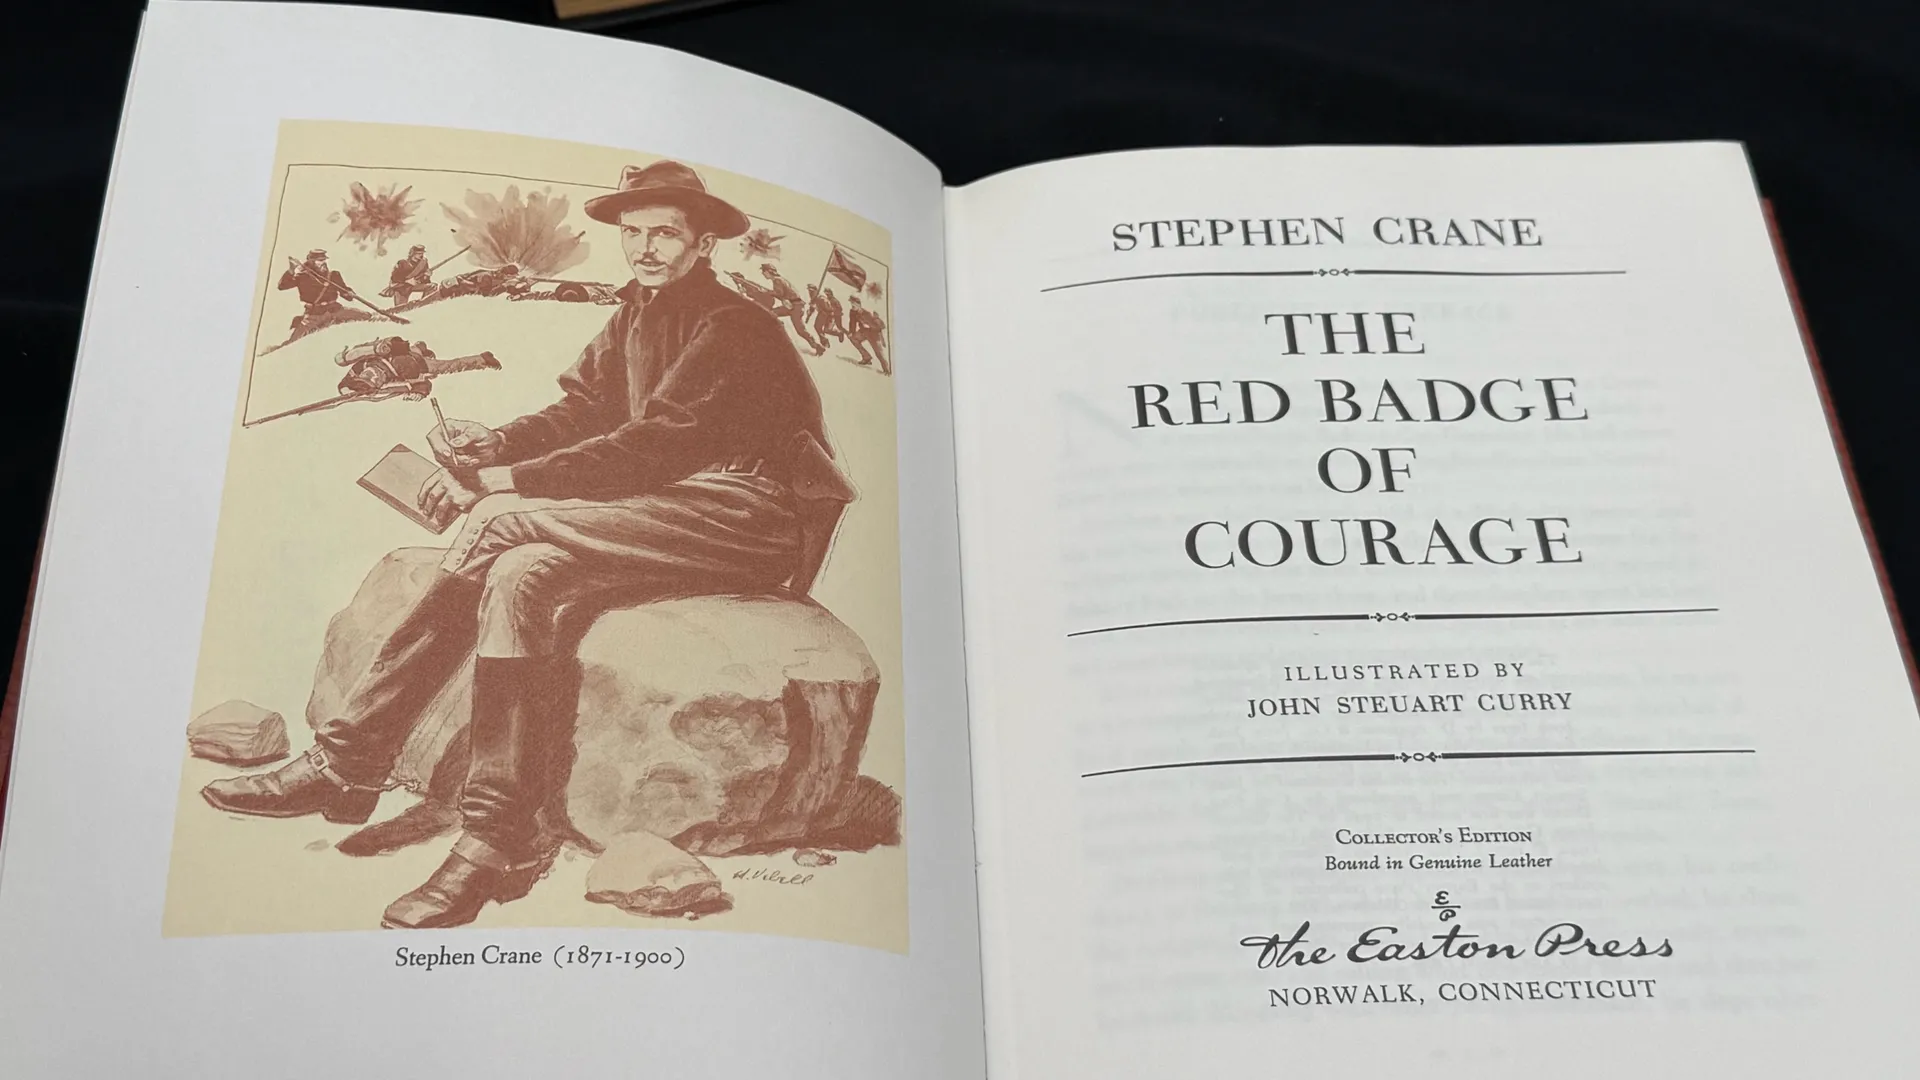 Stephen Crane (1871-1900)
STEPHEN CRANE
THE
RED BADGE
OF
COURAGE
ILLUSTRATED BY
JOHN STEUART CURRY
COLLECTOR'S EDITION
Bound in Genuine Leather
The Easton Press
NORWALK, CONNECTICUT